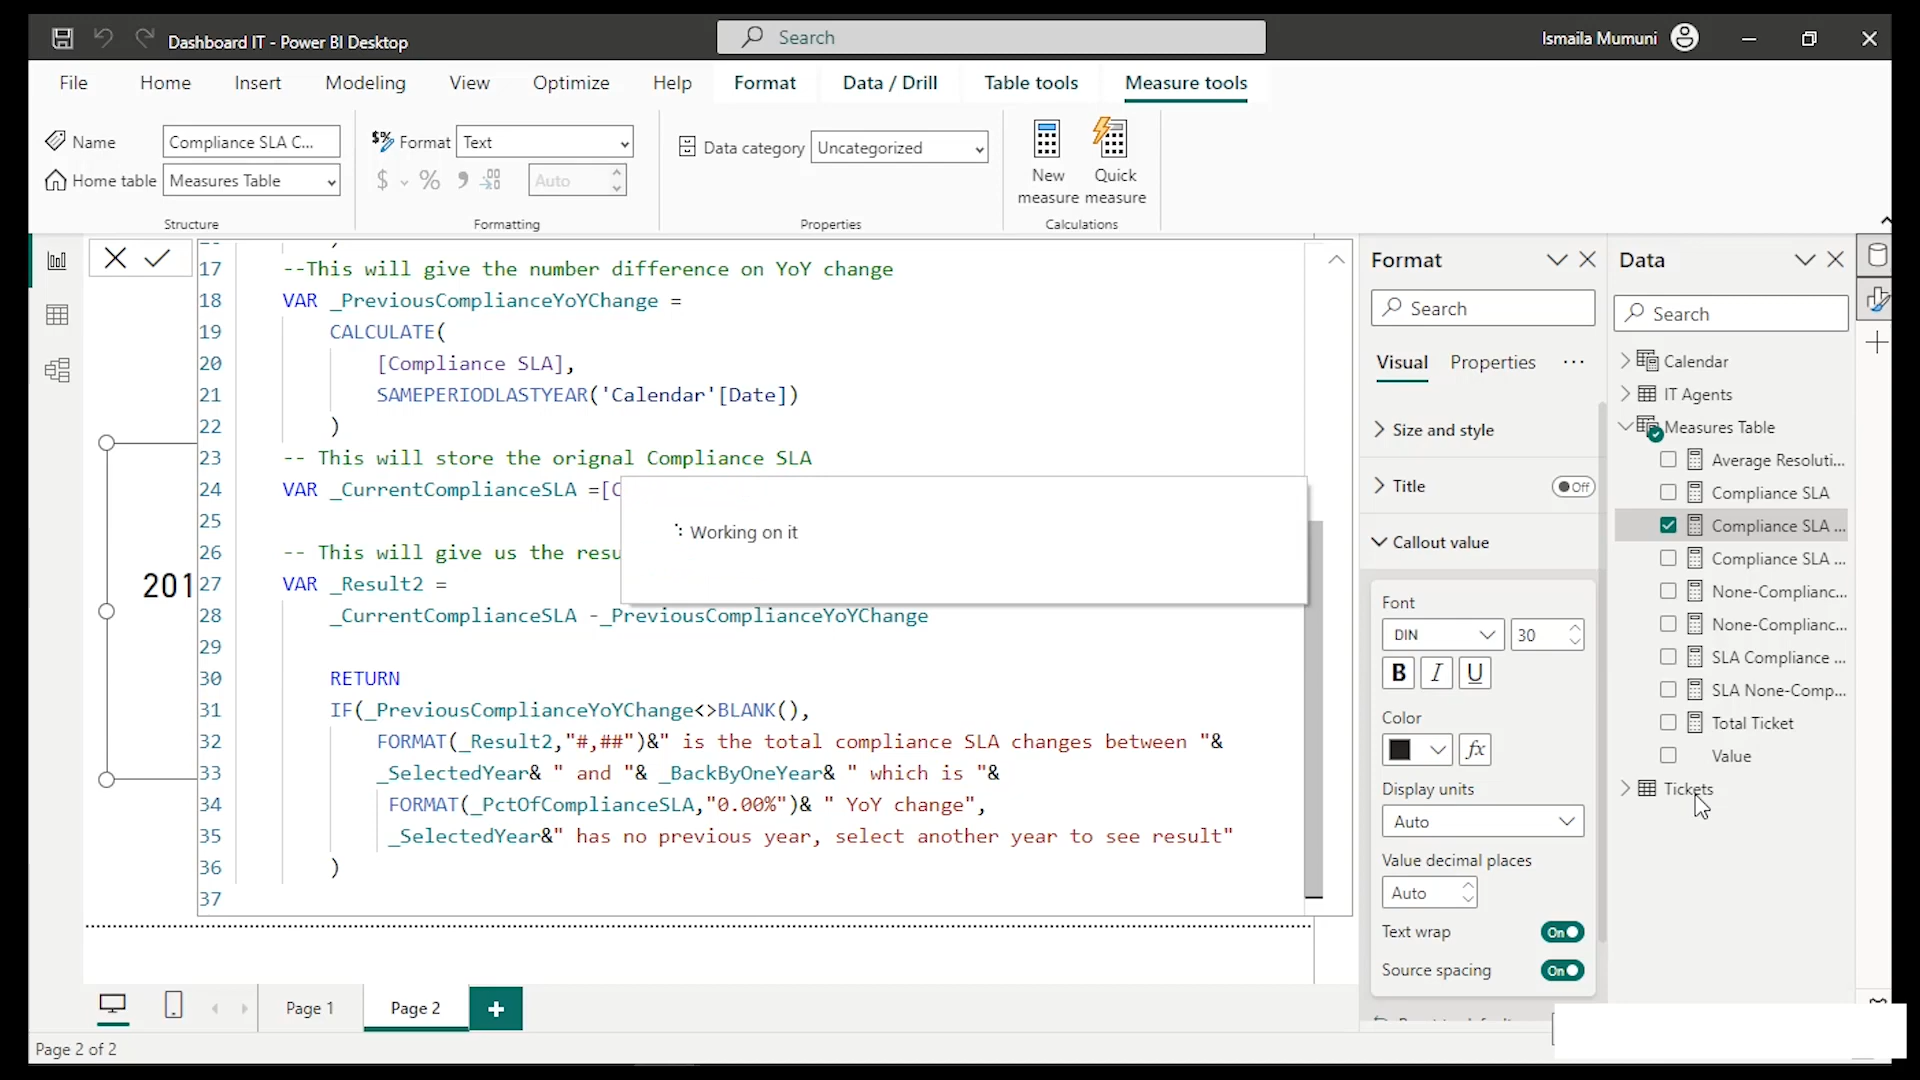 Dashboard IT - Power BI Desktop
Search
Ismaila Mumuni
File
Home
Insert
Modeling
View
Optimize
Help
Format
Data / Drill
Table tools
Measure tools
Name
Compliance SLA C...
Home table
Measures Table
Structure
Format
Text
$
%
Auto
Formatting
Data category
Uncategorized
Properties
New measure
Quick measure
Calculations
17 --This will give the number difference on YoY change
18 VAR _PreviousComplianceYoYChange =
19 CALCULATE(
20 [Compliance SLA],
21 SAMEPERIODLASTYEAR('Calendar'[Date])
22 )
23 -- This will store the orignal Compliance SLA
24 VAR _CurrentComplianceSLA =[C
25
26 -- This will give us the resu
27 VAR _Result2 =
28 _CurrentComplianceSLA -_PreviousComplianceYoYChange
29
30 RETURN
31 IF(_PreviousComplianceYoYChange<>BLANK(),
32 FORMAT(_Result2,"#,##")&" is the total compliance SLA changes between "&
33 _SelectedYear& " and "& _BackByOneYear& " which is "&
34 FORMAT(_PctOfComplianceSLA,"0.00%")& " YoY change",
35 _SelectedYear&" has no previous year, select another year to see result"
36 )
37
Working on it
201
Format
Search
Visual
Properties
...
Size and style
Title
Off
Callout value
Font
DIN
30
B
I
U
Color
fx
Display units
Auto
Value decimal places
Auto
Text wrap
On
Source spacing
On
Data
Search
Calendar
IT Agents
Measures Table
Average Resoluti...
Compliance SLA
Compliance SLA ...
Compliance SLA ...
None-Complianc...
None-Complianc...
SLA Compliance ...
SLA None-Comp...
Total Ticket
Value
Tickets
Page 1
Page 2
Page 2 of 2